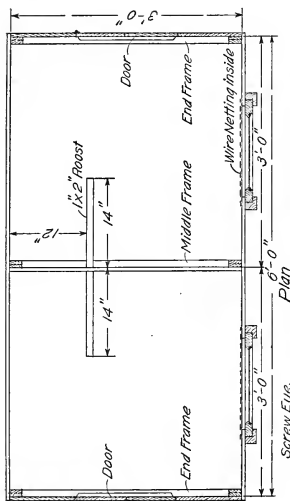 3'-0"
Door
End Frame
Wire Netting inside
1"x 2" Roost
12"
14"
Middle Frame
3'-0"
14"
6'-0"
Plan
Door
End Frame
3'-0"
Screw Eye.